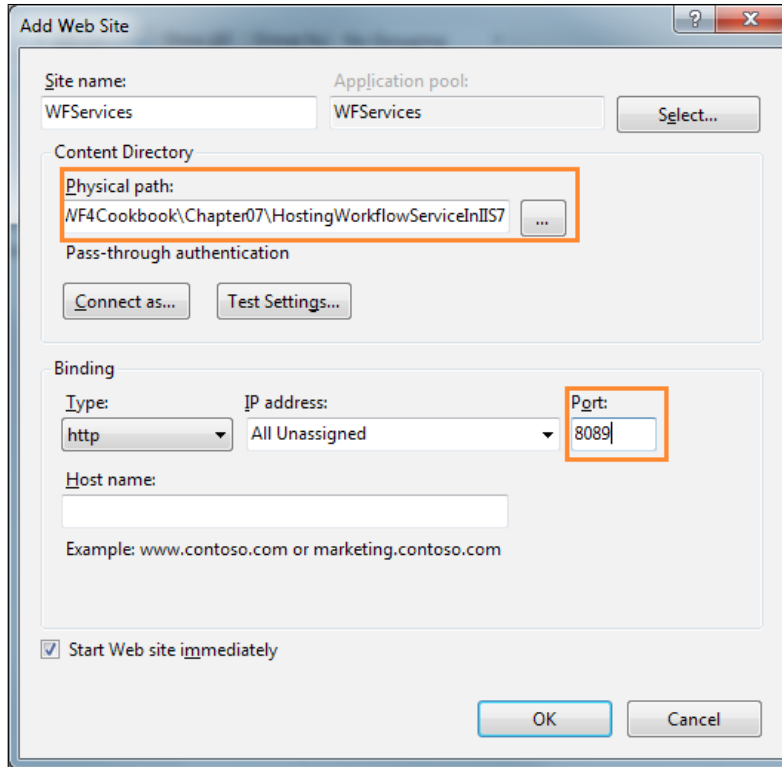 Add Web Site
Site name:
Application pool:
WFServices
WFServices
Select...
Content Directory
Physical path:
WF4Cookbook\Chapter07\HostingWorkflowServiceInIIS7
...
Pass-through authentication
Connect as...
Test Settings...
Binding
Type:
IP address:
Port:
http
All Unassigned
8089
Host name:
Example: www.contoso.com or marketing.contoso.com
Start Web site immediately
OK
Cancel